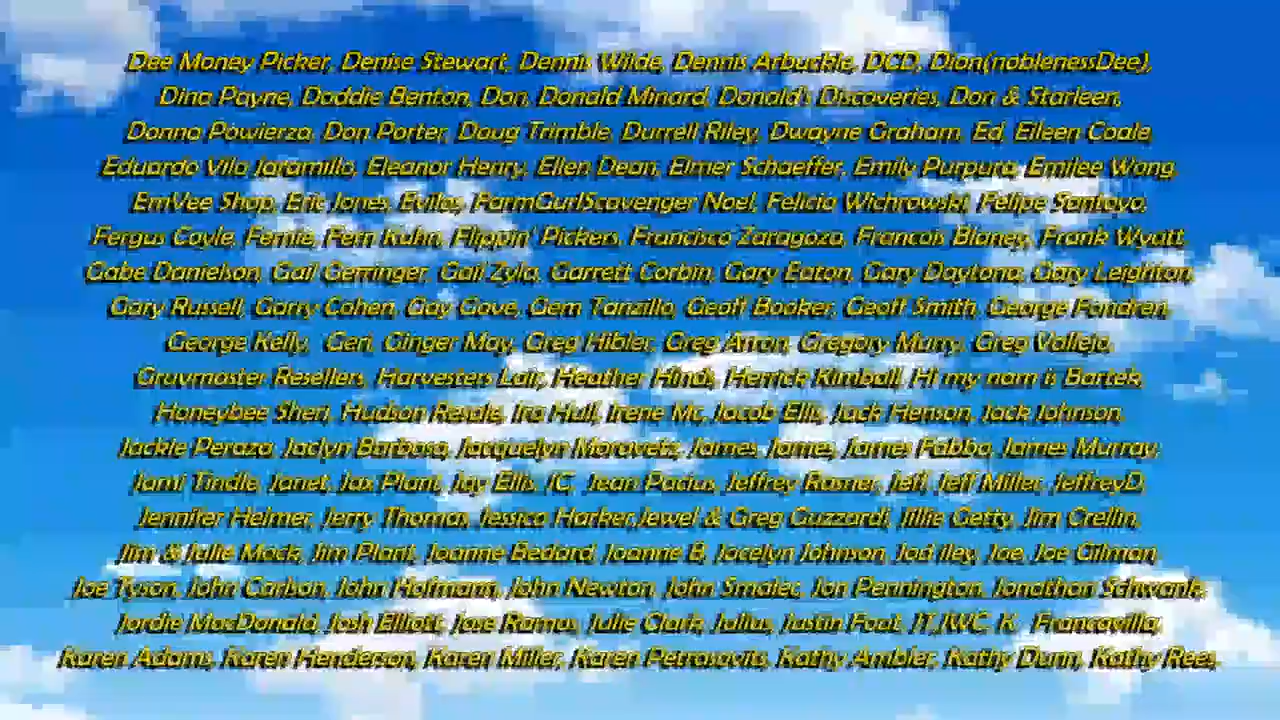 Dee Money Picker, Denise Stewart, Dennis Wilde, Dennis Arbuckle, DCD, Dion(noblenessDee),
Dina Payne, Doddie Benton, Don, Donald Minard, Donald's Discoveries, Don & Starleen,
Donna Powierza, Don Porter, Doug Trimble, Durrell Riley, Dwayne Graham, Ed, Eileen Coale,
Eduardo Vila Jaramillo, Eleanor Henry, Ellen Dean, Elmer Schaeffer, Emily Purpura, Emilee Wong,
EmVee Shop, Eric Jones, FarmGurlScavenger Noel, Felicia Wichrowski, Felipe Santoyo,
Fergus Coyle, Fernie, Fern Kuhn, Flippin' Pickers, Francisco Zaragoza, Francois Blaney, Frank Wyatt,
Gabe Danielson, Gail Gerringer, Gail Zyla, Garrett Corbin, Gary Eaton, Gary Daytona, Gary Leighton,
Gary Russell, Garry Cohen, Gay Gove, Gem Tanzillo, Geoff Booker, Geoff Smith, George Fondren,
George Kelly, Geri, Ginger May, Greg Hibler, Greg Arron, Gregory Murry, Greg Vallejo,
Gruvmaster Resellers, Harvesters Lair, Heather Hinds, Herrick Kimball, Hi my nam is Bartek,
Honeybee Sheri, Hudson Resale, Ira Hull, Irene Mc, Jacob Ellis, Jack Henson, Jack Johnson,
Jackie Peraza, Jaclyn Barbosa, Jacquelyn Moravetz, James James, James Fabbo, James Murray,
Jami Tindle, Janet, Jax Plant, Jay Ellis, JC, Jean Pacius, Jeffrey Rosner, Jeff, Jeff Miller, JeffreyD,
Jennifer Helmer, Jerry Thomas, Jessica Harker,Jewel & Greg Guzzardi, Jillie Getty, Jim Crelin,
Jim & Julie Mock, Jim Plant, Joanne Bedard, Joanne B, Jocelyn Johnson, Jod Iley, Joe, Joe Gilman,
Joe Tyson, John Carlson, John Hofmann, John Newton, John Smolec, Jon Pennington, Jonathan Schwank,
Jordie MacDonald, Josh Elliott, Jose Ramos, Julie Clark, Julius, Justin Foat, JT,JWC, K. Francavilla,
Karen Adams, Karen Henderson, Karen Miller, Karen Petrosavits, Kathy Ambler, Kathy Dunn, Kathy Rees,